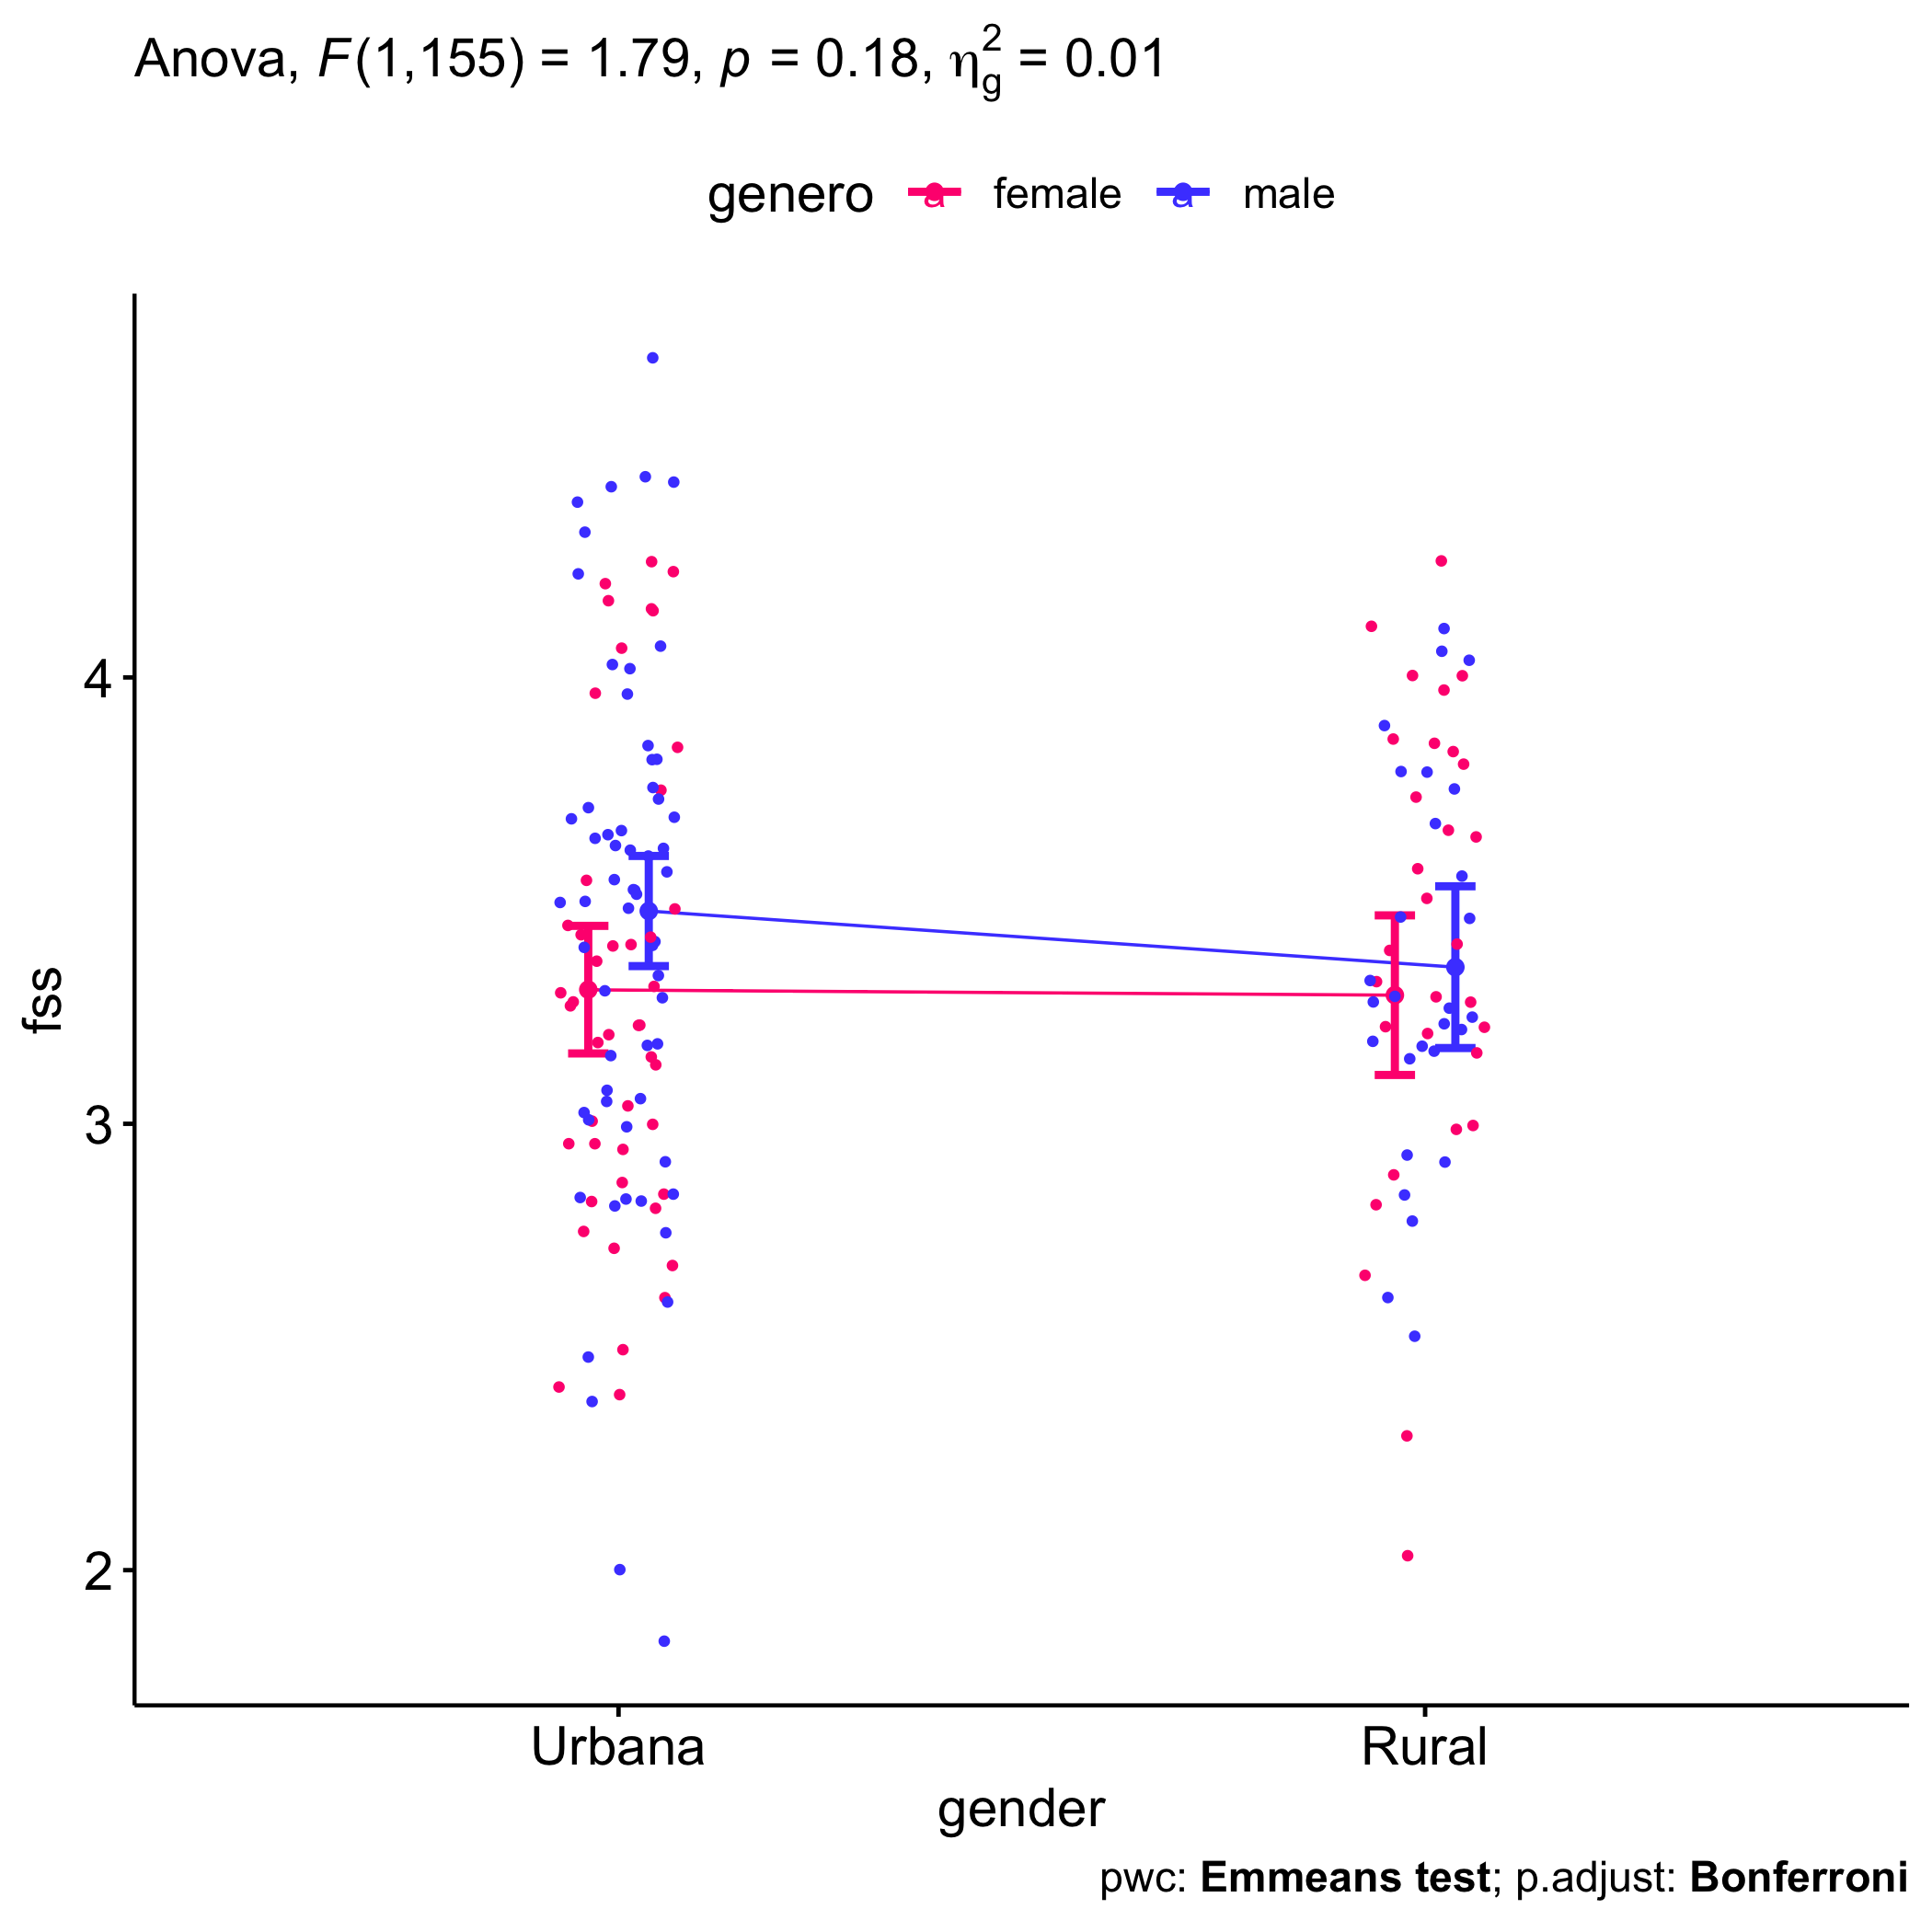 Anova, F(1,155) = 1.79, p = 0.18, η²g = 0.01
genero a female a male
fss
4
3
2
Urbana Rural
gender
pwc: Emmeans test; p.adjust: Bonferroni